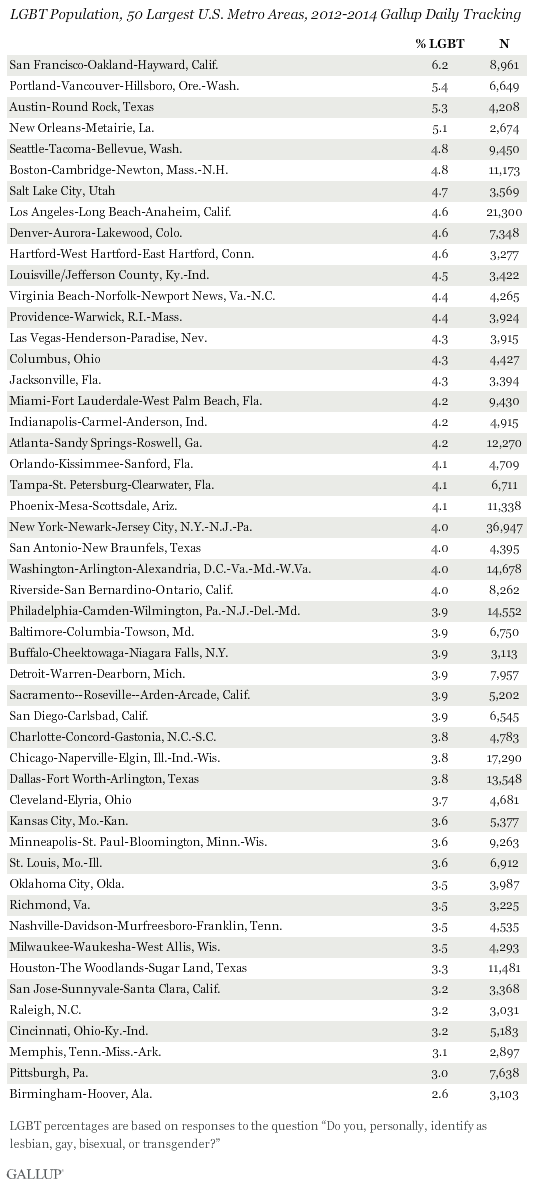 LGBT Population, 50 Largest U.S. Metro Areas, 2012-2014 Gallup Daily Tracking
% LGBT N
San Francisco-Oakland-Hayward, Calif. 6.2 8,961
Portland-Vancouver-Hillsboro, Ore.-Wash. 5.4 6,649
Austin-Round Rock, Texas 5.3 4,208
New Orleans-Metairie, La. 5.1 2,674
Seattle-Tacoma-Bellevue, Wash. 4.8 9,450
Boston-Cambridge-Newton, Mass.-N.H. 4.8 11,173
Salt Lake City, Utah 4.7 3,569
Los Angeles-Long Beach-Anaheim, Calif. 4.6 21,300
Denver-Aurora-Lakewood, Colo. 4.6 7,348
Hartford-West Hartford-East Hartford, Conn. 4.6 3,277
Louisville/Jefferson County, Ky.-Ind. 4.5 3,422
Virginia Beach-Norfolk-Newport News, Va.-N.C. 4.4 4,265
Providence-Warwick, R.I.-Mass. 4.4 3,924
Las Vegas-Henderson-Paradise, Nev. 4.3 3,915
Columbus, Ohio 4.3 4,427
Jacksonville, Fla. 4.3 3,394
Miami-Fort Lauderdale-West Palm Beach, Fla. 4.2 9,430
Indianapolis-Carmel-Anderson, Ind. 4.2 4,915
Atlanta-Sandy Springs-Roswell, Ga. 4.2 12,270
Orlando-Kissimmee-Sanford, Fla. 4.1 4,709
Tampa-St. Petersburg-Clearwater, Fla. 4.1 6,711
Phoenix-Mesa-Scottsdale, Ariz. 4.1 11,338
New York-Newark-Jersey City, N.Y.-N.J.-Pa. 4.0 36,947
San Antonio-New Braunfels, Texas 4.0 4,395
Washington-Arlington-Alexandria, D.C.-Va.-Md.-W.Va. 4.0 14,678
Riverside-San Bernardino-Ontario, Calif. 4.0 8,262
Philadelphia-Camden-Wilmington, Pa.-N.J.-Del.-Md. 3.9 14,552
Baltimore-Columbia-Towson, Md. 3.9 6,750
Buffalo-Cheektowaga-Niagara Falls, N.Y. 3.9 3,113
Detroit-Warren-Dearborn, Mich. 3.9 7,957
Sacramento--Roseville--Arden-Arcade, Calif. 3.9 5,202
San Diego-Carlsbad, Calif. 3.9 6,545
Charlotte-Concord-Gastonia, N.C.-S.C. 3.8 4,783
Chicago-Naperville-Elgin, Ill.-Ind.-Wis. 3.8 17,290
Dallas-Fort Worth-Arlington, Texas 3.8 13,548
Cleveland-Elyria, Ohio 3.7 4,681
Kansas City, Mo.-Kan. 3.6 5,377
Minneapolis-St. Paul-Bloomington, Minn.-Wis. 3.6 9,263
St. Louis, Mo.-Ill. 3.6 6,912
Oklahoma City, Okla. 3.5 3,987
Richmond, Va. 3.5 3,225
Nashville-Davidson-Murfreesboro-Franklin, Tenn. 3.5 4,535
Milwaukee-Waukesha-West Allis, Wis. 3.5 4,293
Houston-The Woodlands-Sugar Land, Texas 3.3 11,481
San Jose-Sunnyvale-Santa Clara, Calif. 3.2 3,368
Raleigh, N.C. 3.2 3,031
Cincinnati, Ohio-Ky.-Ind. 3.2 5,183
Memphis, Tenn.-Miss.-Ark. 3.1 2,897
Pittsburgh, Pa. 3.0 7,638
Birmingham-Hoover, Ala. 2.6 3,103
LGBT percentages are based on responses to the question “Do you, personally, identify as
lesbian, gay, bisexual, or transgender?”
GALLUP